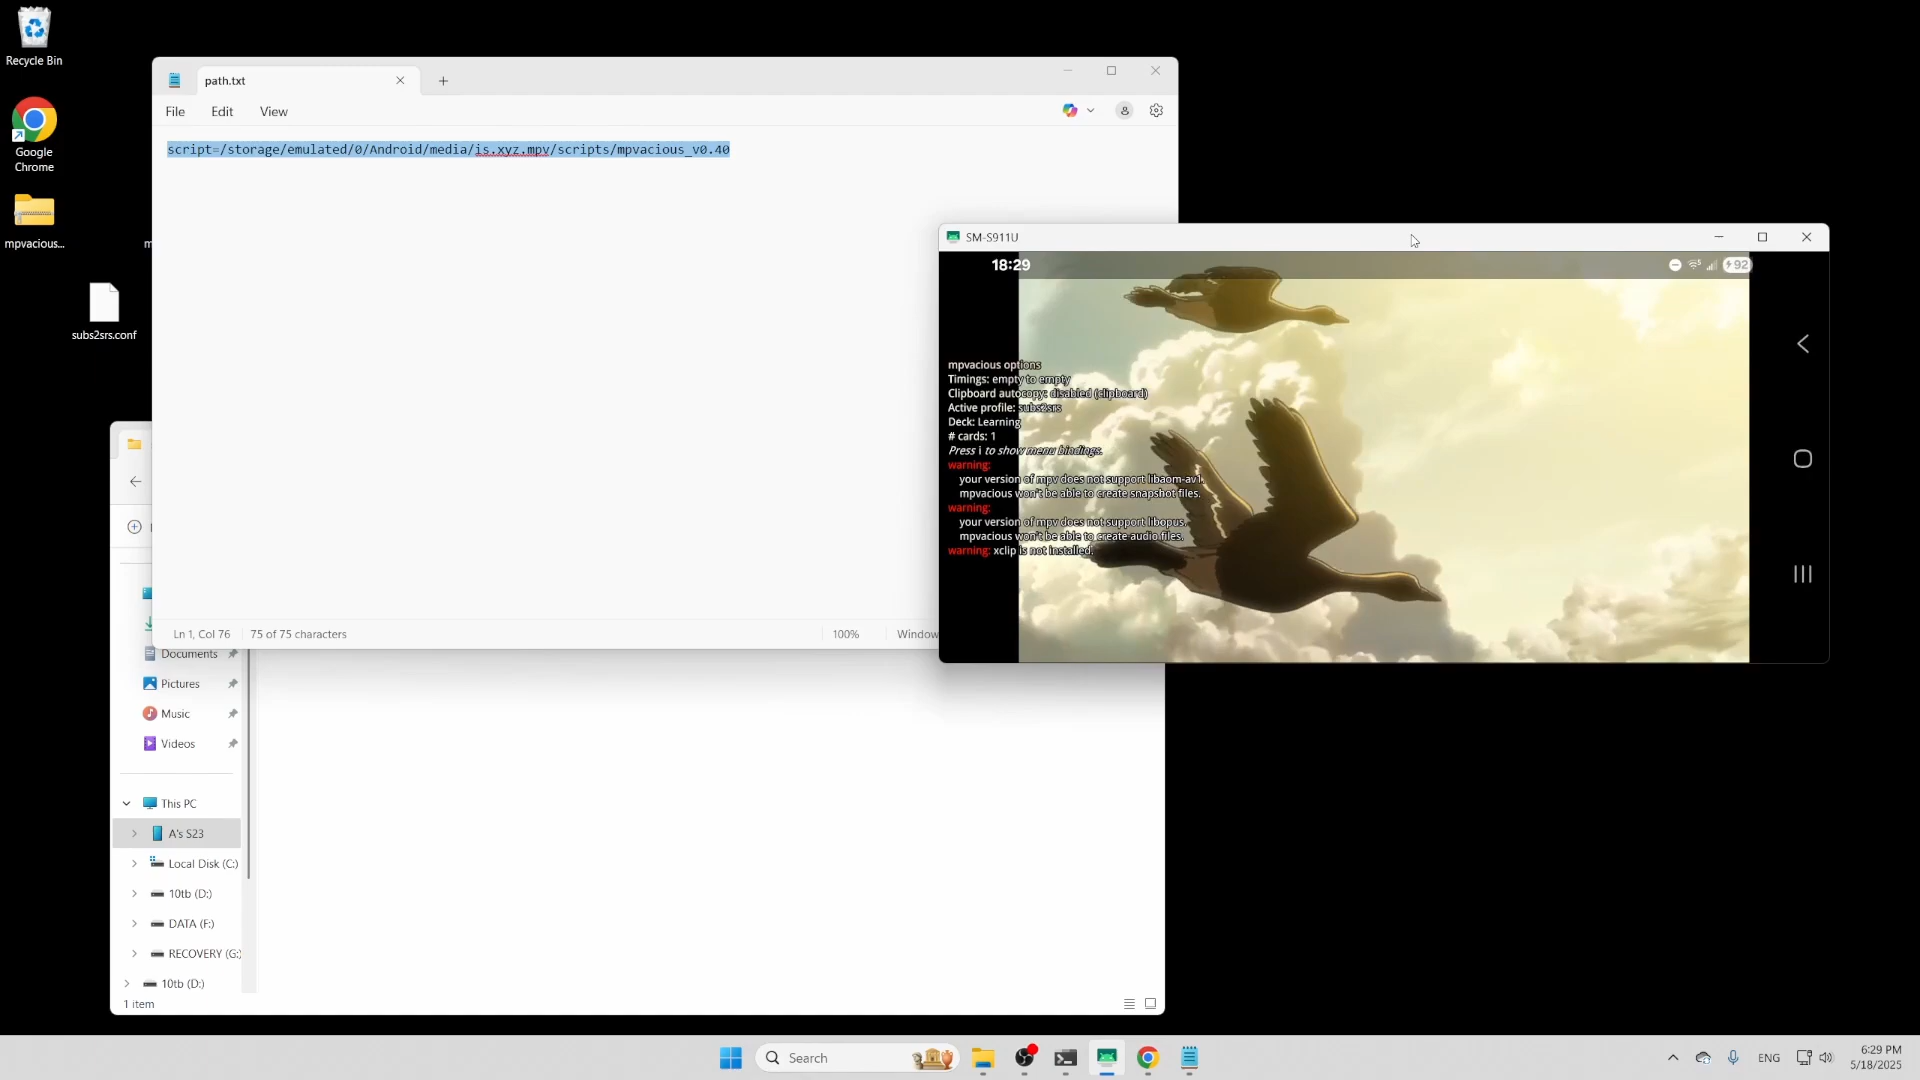 Recycle Bin
Google
Chrome
mpvacious...
m
subs2srs.conf
path.txt
File Edit View
script=/storage/emulated/0/Android/media/is.xyz.mpv/scripts/mpvacious_v0.40
Ln 1, Col 76 75 of 75 characters 100% Window
SM-S911U
18:29
92
mpvacious options
Timings: empty to empty
Clipboard autocopy: disabled (clipboard)
Active profile: subs2srs
Deck: Learning
# cards: 1
Press i to show menu bindings.
warning:
your version of mpv does not support libaom-av1.
mpvacious won't be able to create snapshot files.
warning:
your version of mpv does not support libopus.
mpvacious won't be able to create audio files.
warning: xclip is not installed.
Documents
Pictures
Music
Videos
This PC
A's S23
Local Disk (C:)
10tb (D:)
DATA (F:)
RECOVERY (G:)
10tb (D:)
1 item
Search
ENG
6:29 PM
5/18/2025